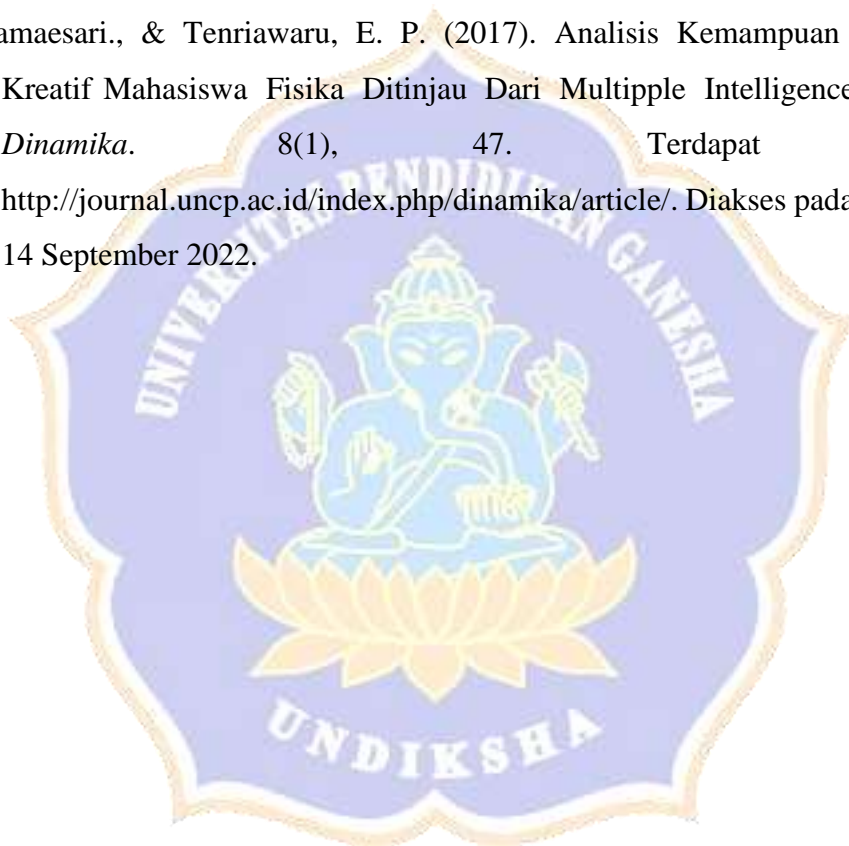 amaesari., & Tenriawaru, E. P. (2017). Analisis Kemampuan
Kreatif Mahasiswa Fisika Ditinjau Dari Multipple Intelligence
Dinamika. 8(1), 47. Terdapat
http://journal.uncp.ac.id/index.php/dinamika/article/. Diakses pada
14 September 2022.
UNIVERSITAS PENDIDIKAN GANESHA
UNDIKSHA